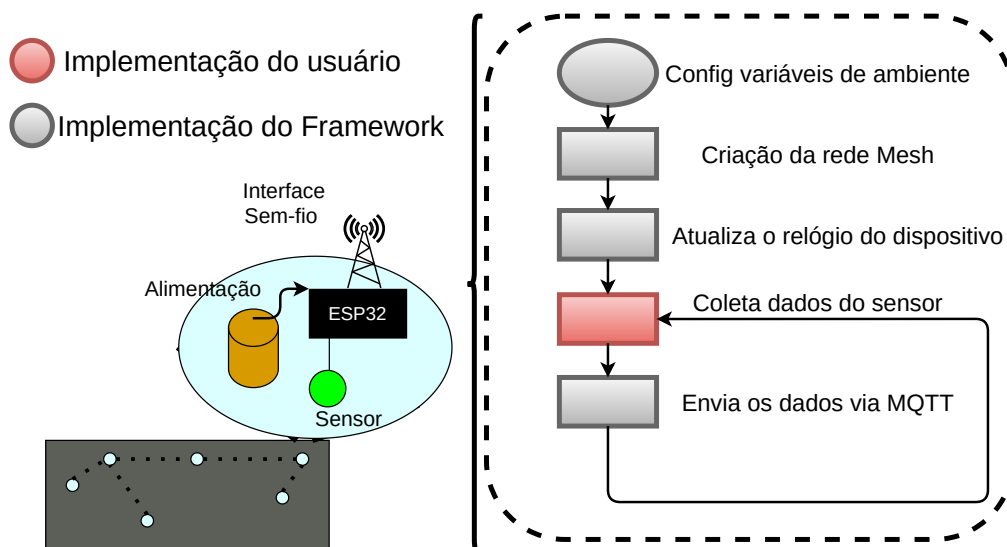 Implementação do usuário
Implementação do Framework
Interface
Sem-fio
Alimentação
ESP32
Sensor
Config variáveis de ambiente
Criação da rede Mesh
Atualiza o relógio do dispositivo
Coleta dados do sensor
Envia os dados via MQTT